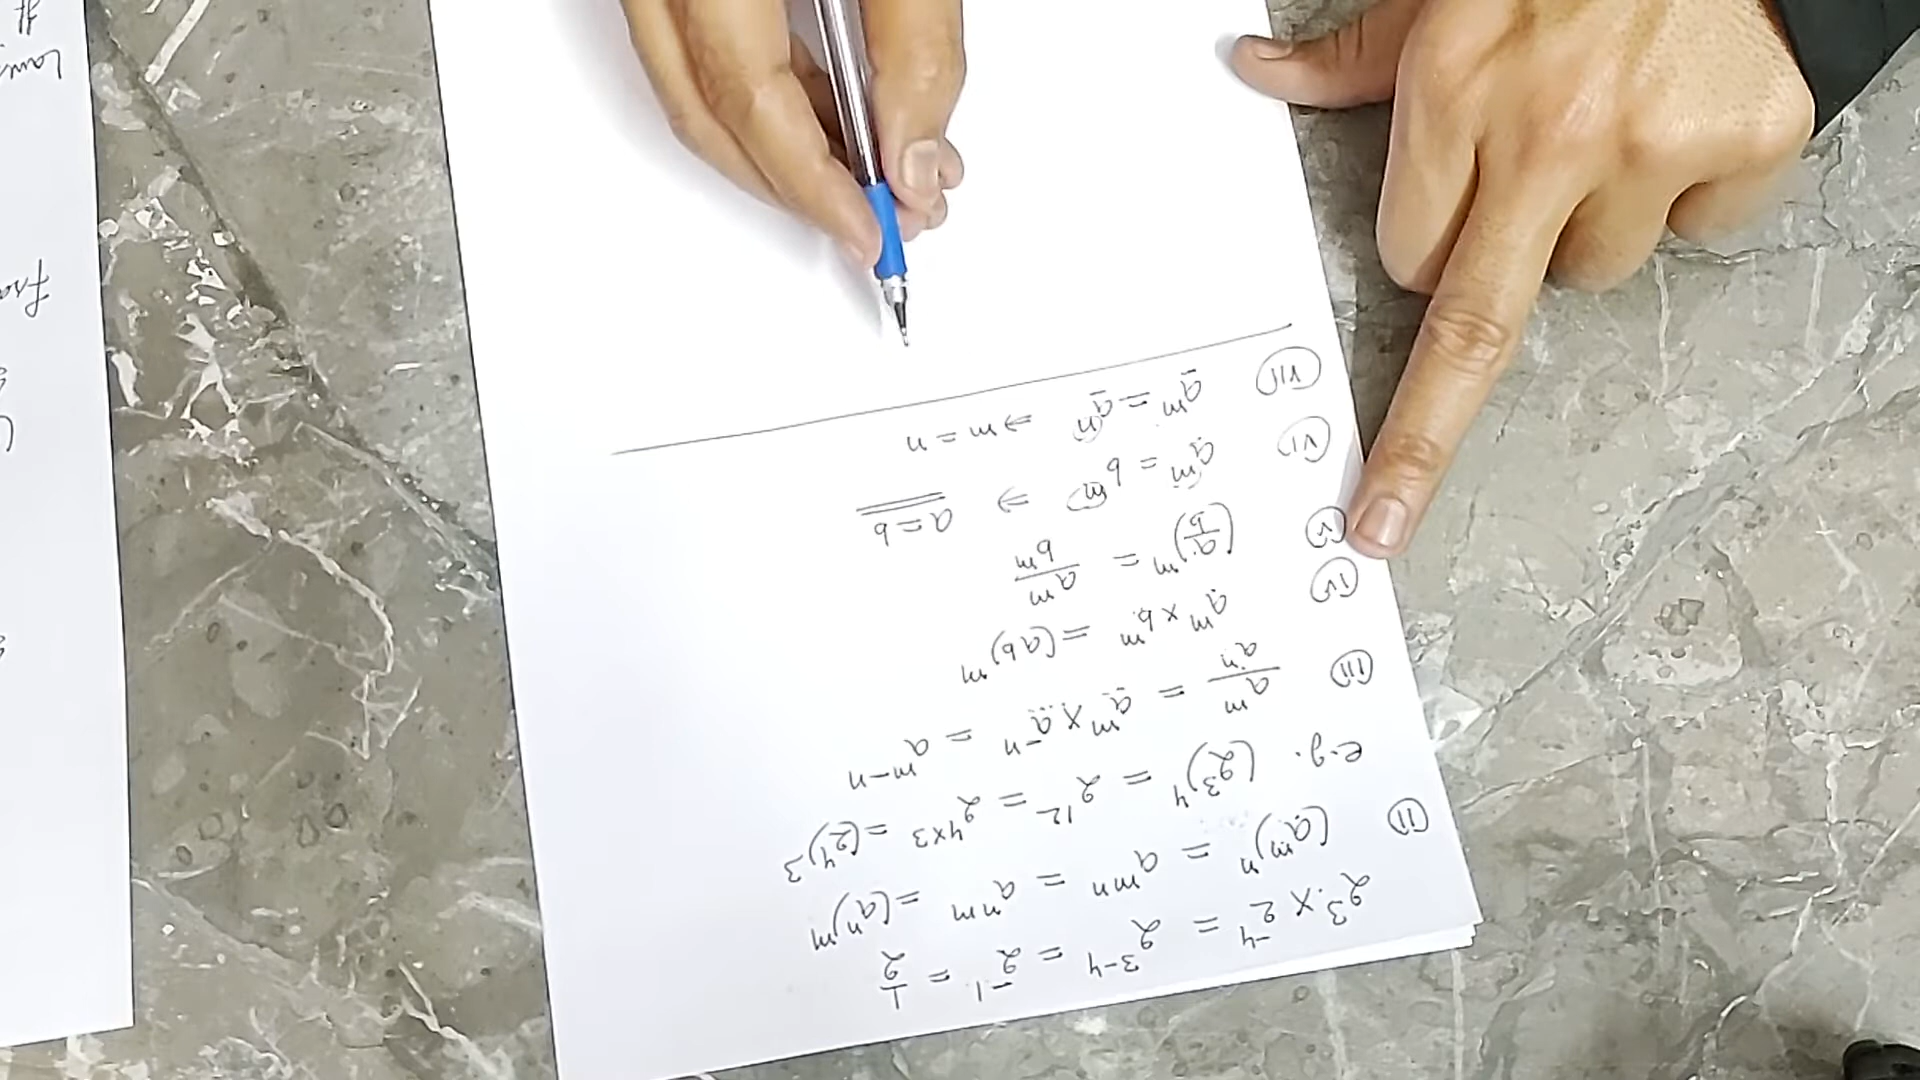 2³ × 2⁻⁴ = 2³⁻⁴ = 2⁻¹ = 1/2
(ii) (aᵐ)ⁿ = aᵐⁿ = aⁿᵐ = (aⁿ)ᵐ
e.g. (2³)⁴ = 2¹² = 2⁴ˣ³ = (2⁴)³
(iii) aᵐ/aⁿ = aᵐ × a⁻ⁿ = aᵐ⁻ⁿ
(iv) aᵐ × bᵐ = (ab)ᵐ
(v) (a/b)ᵐ = aᵐ/bᵐ
(vi) aᵐ = bᵐ ⇒ a = b
(vii) aᵐ = aⁿ ⇒ m = n